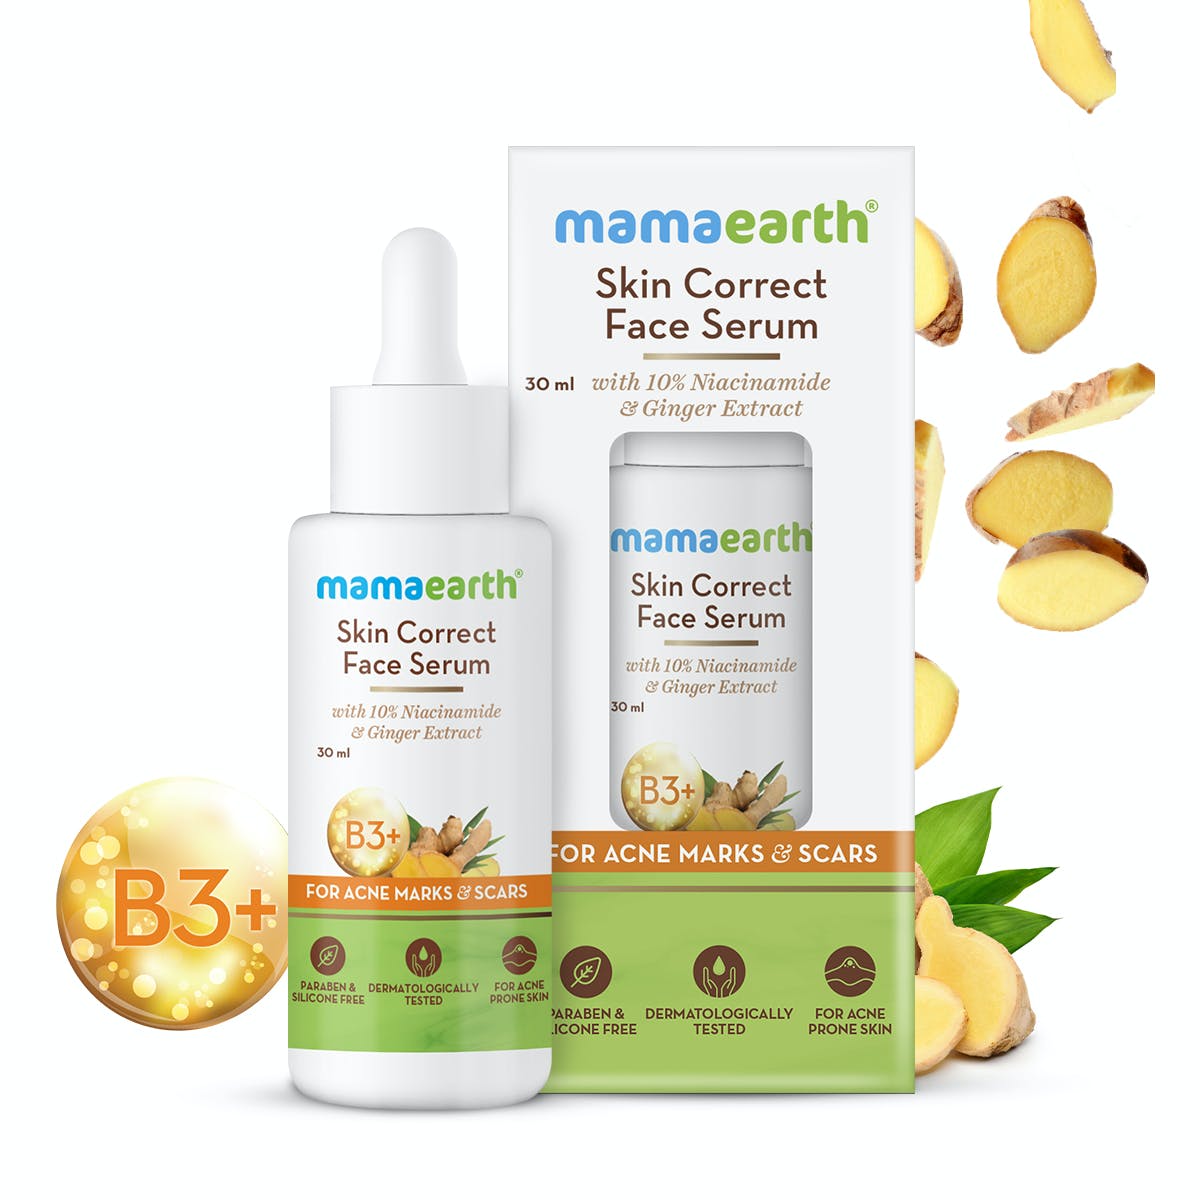 mamaearth®
Skin Correct
Face Serum
30 ml
with 10% Niacinamide
& Ginger Extract
mamaearth
Skin Correct
Face Serum
with 10% Niacinamide
& Ginger Extract
30 ml
B3+
FOR ACNE MARKS & SCARS
PARABEN &
LICONE FREE
DERMATOLOGICALLY
TESTED
FOR ACNE
PRONE SKIN
mamaearth®
Skin Correct
Face Serum
with 10% Niacinamide
& Ginger Extract
30 ml
B3+
FOR ACNE MARKS & SCARS
PARABEN &
SILICONE FREE
DERMATOLOGICALLY
TESTED
FOR ACNE
PRONE SKIN
B3+